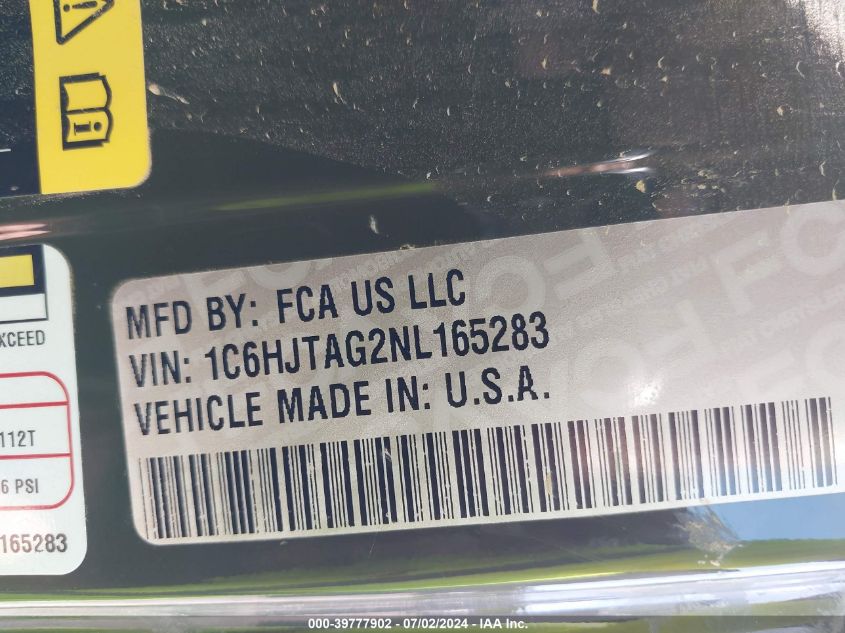 XCEED
112T
6 PSI
165283
MFD BY: FCA US LLC
VIN: 1C6HJTAG2NL165283
VEHICLE MADE IN: U.S.A.
000-39777902 - 07/02/2024 - IAA Inc.